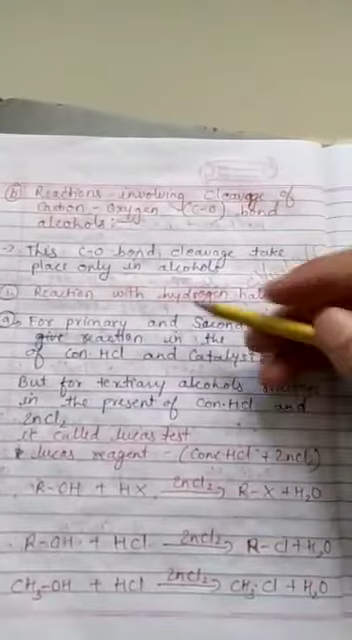 (b) Reactions involving cleavage of
Carbon - Oxygen (C-O) bond
alcohols:-
-> This C-O bond, cleavage take
place only in alcohols
(1) Reaction with hydrogen hal
(a) For primary and Second
give reaction in the
of Con. HCl and Catalyst
But for tertiary alcohols
in the present of Con.HCl and
ZnCl2
it called lucas test
* lucas reagent - (Conc HCl + ZnCl2)
R-OH + HX ZnCl2→ R-X + H2O
R-OH + HCl ZnCl2→ R-Cl + H2O
CH3-OH + HCl ZnCl2→ CH3-Cl + H2O